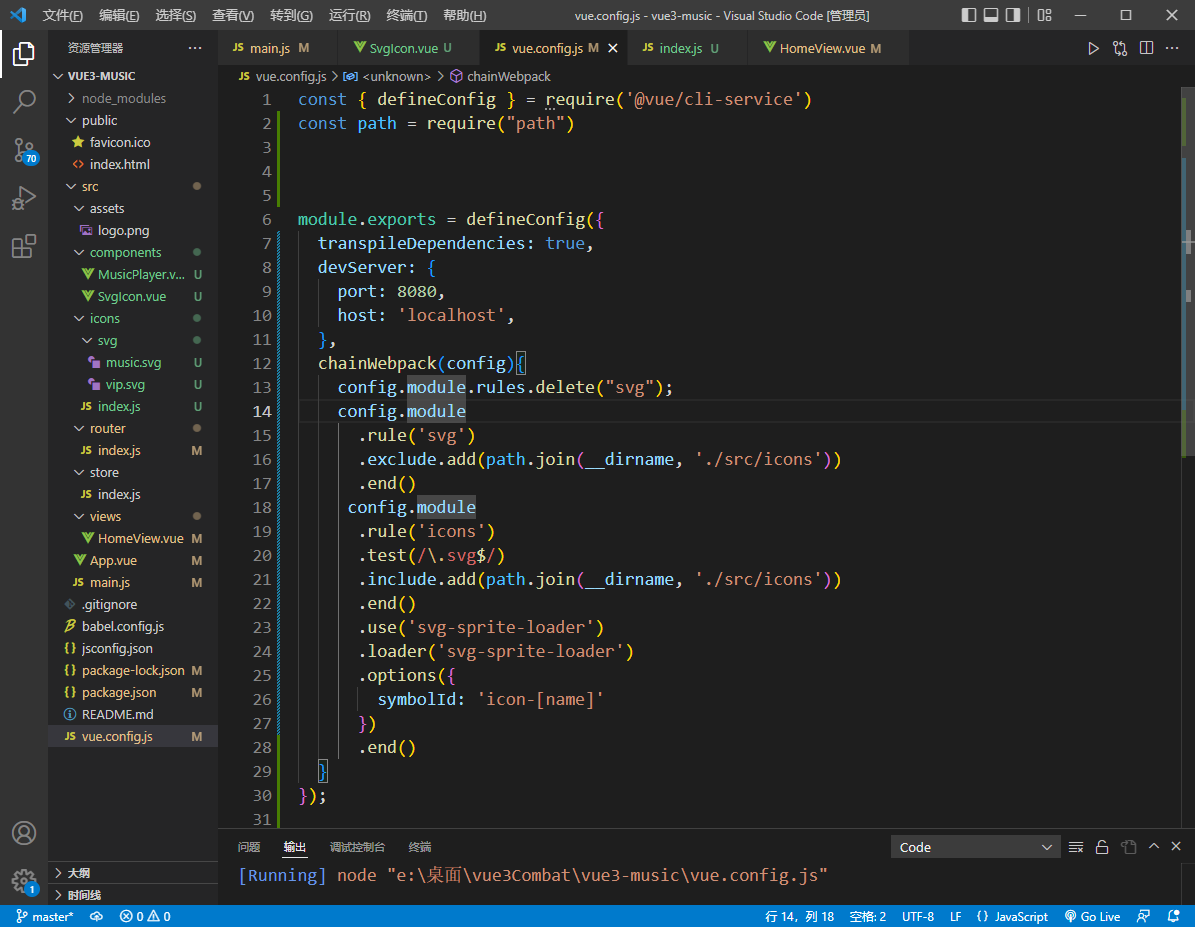 文件(F) 编辑(E) 选择(S) 查看(V) 转到(G) 运行(R) 终端(T) 帮助(H) vue.config.js - vue3-music - Visual Studio Code [管理员]
资源管理器 ···
VUE3-MUSIC
node_modules
public
favicon.ico
<> index.html
src
assets
logo.png
components
MusicPlayer.v... U
SvgIcon.vue U
icons
svg
music.svg U
vip.svg U
JS index.js U
router
JS index.js M
store
JS index.js
views
HomeView.vue M
App.vue M
JS main.js M
.gitignore
babel.config.js
{} jsconfig.json
{} package-lock.json M
{} package.json M
README.md
JS vue.config.js M
大纲
时间线
70
1
JS main.js M SvgIcon.vue U JS vue.config.js M JS index.js U HomeView.vue M ···
JS vue.config.js > <unknown> > chainWebpack
1 const { defineConfig } = require('@vue/cli-service')
2 const path = require("path")
3
4
5
6 module.exports = defineConfig({
7 transpileDependencies: true,
8 devServer: {
9 port: 8080,
10 host: 'localhost',
11 },
12 chainWebpack(config){
13 config.module.rules.delete("svg");
14 config.module
15 .rule('svg')
16 .exclude.add(path.join(__dirname, './src/icons'))
17 .end()
18 config.module
19 .rule('icons')
20 .test(/\.svg$/)
21 .include.add(path.join(__dirname, './src/icons'))
22 .end()
23 .use('svg-sprite-loader')
24 .loader('svg-sprite-loader')
25 .options({
26 symbolId: 'icon-[name]'
27 })
28 .end()
29 }
30 });
31
问题 输出 调试控制台 终端 Code
[Running] node "e:\桌面\vue3Combat\vue3-music\vue.config.js"
master* 0 0 行 14，列 18 空格: 2 UTF-8 LF {} JavaScript Go Live